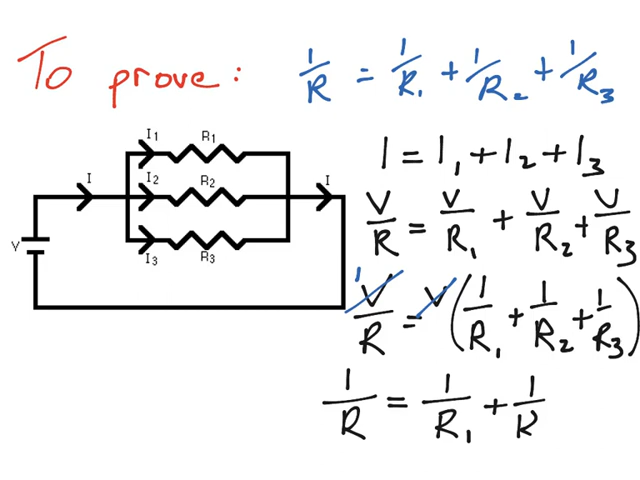 To prove: 1/R = 1/R₁ + 1/R₂ + 1/R₃
I₁ R₁
I = I₁ + I₂ + I₃
I I₂ R₂ I
V/R = V/R₁ + V/R₂ + V/R₃
V I₃ R₃
1 V/R = V(1/R₁ + 1/R₂ + 1/R₃)
1/R = 1/R₁ + 1/R